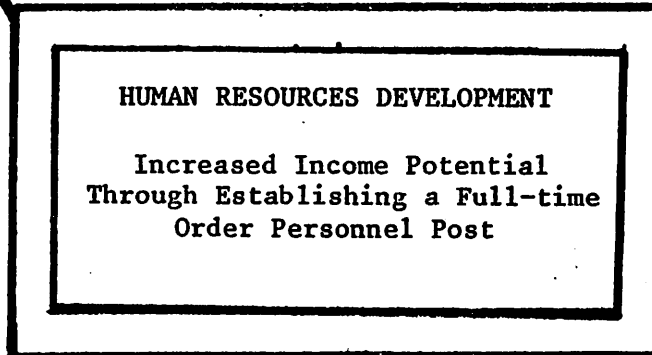 HUMAN RESOURCES DEVELOPMENT
Increased Income Potential
Through Establishing a Full-time
Order Personnel Post